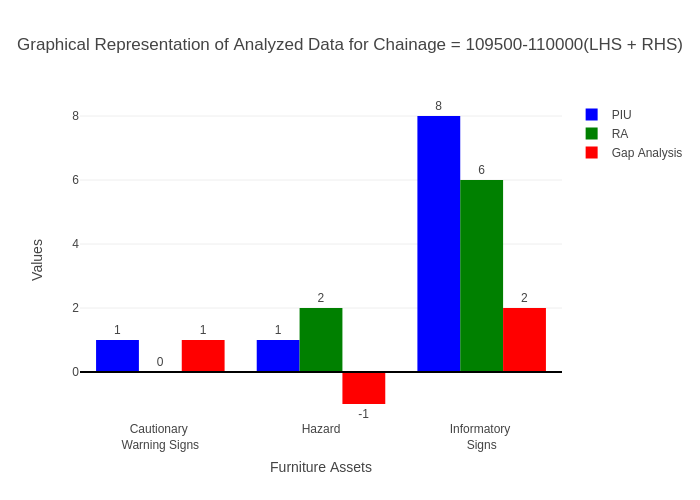 Graphical Representation of Analyzed Data for Chainage = 109500-110000(LHS + RHS)
PIU
RA
Gap Analysis
Values
8
6
4
2
0
1
0
1
1
2
-1
8
6
2
Cautionary
Warning Signs
Hazard
Informatory
Signs
Furniture Assets